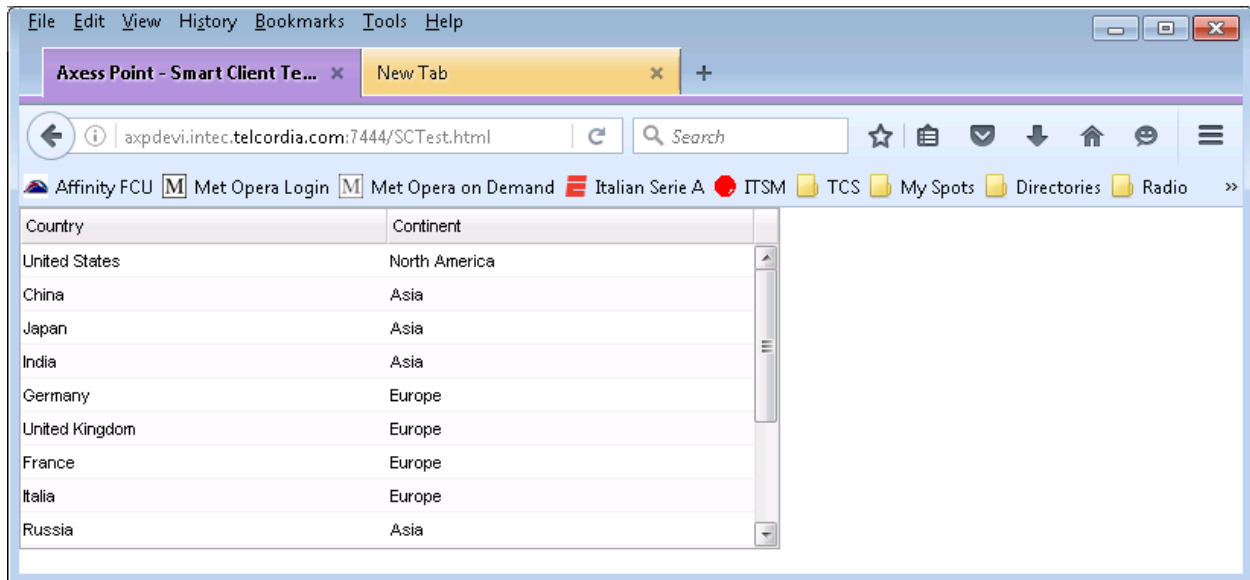 File Edit View History Bookmarks Tools Help
Axess Point - Smart Client Te... New Tab
axpdevi.intec.telcordia.com:7444/SCTest.html Search
Affinity FCU M Met Opera Login M Met Opera on Demand Italian Serie A ITSM TCS My Spots Directories Radio »
Country Continent
United States North America
China Asia
Japan Asia
India Asia
Germany Europe
United Kingdom Europe
France Europe
Italia Europe
Russia Asia